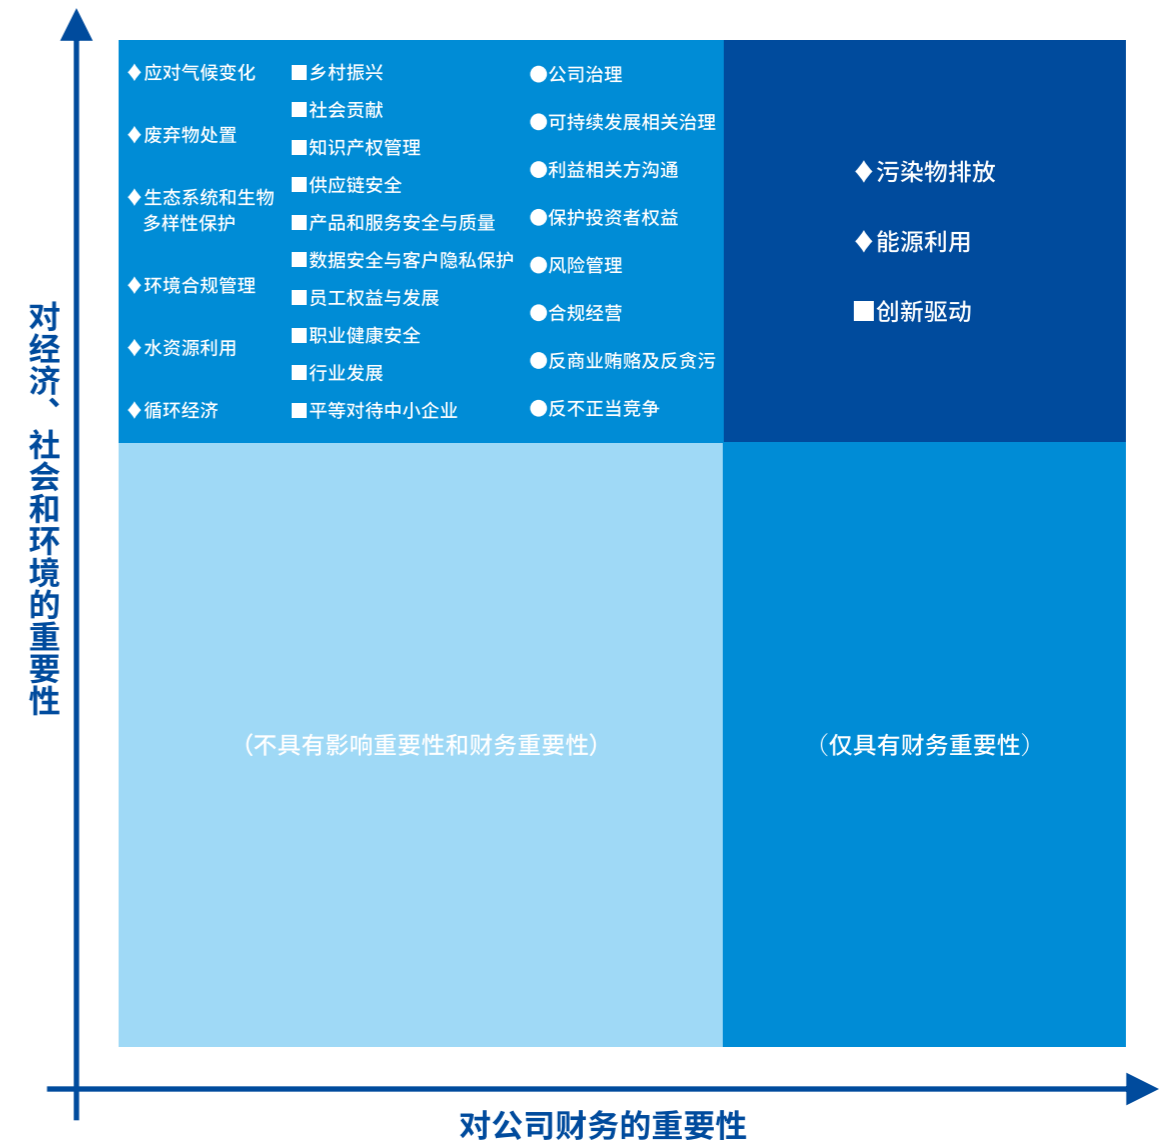 对经济、社会和环境的重要性
♦应对气候变化
♦废弃物处置
♦生态系统和生物
多样性保护
♦环境合规管理
♦水资源利用
♦循环经济
■乡村振兴
■社会贡献
■知识产权管理
■供应链安全
■产品和服务安全与质量
■数据安全与客户隐私保护
■员工权益与发展
■职业健康安全
■行业发展
■平等对待中小企业
●公司治理
●可持续发展相关治理
●利益相关方沟通
●保护投资者权益
●风险管理
●合规经营
●反商业贿赂及反贪污
●反不正当竞争
♦污染物排放
♦能源利用
■创新驱动
（不具有影响重要性和财务重要性）
（仅具有财务重要性）
对公司财务的重要性